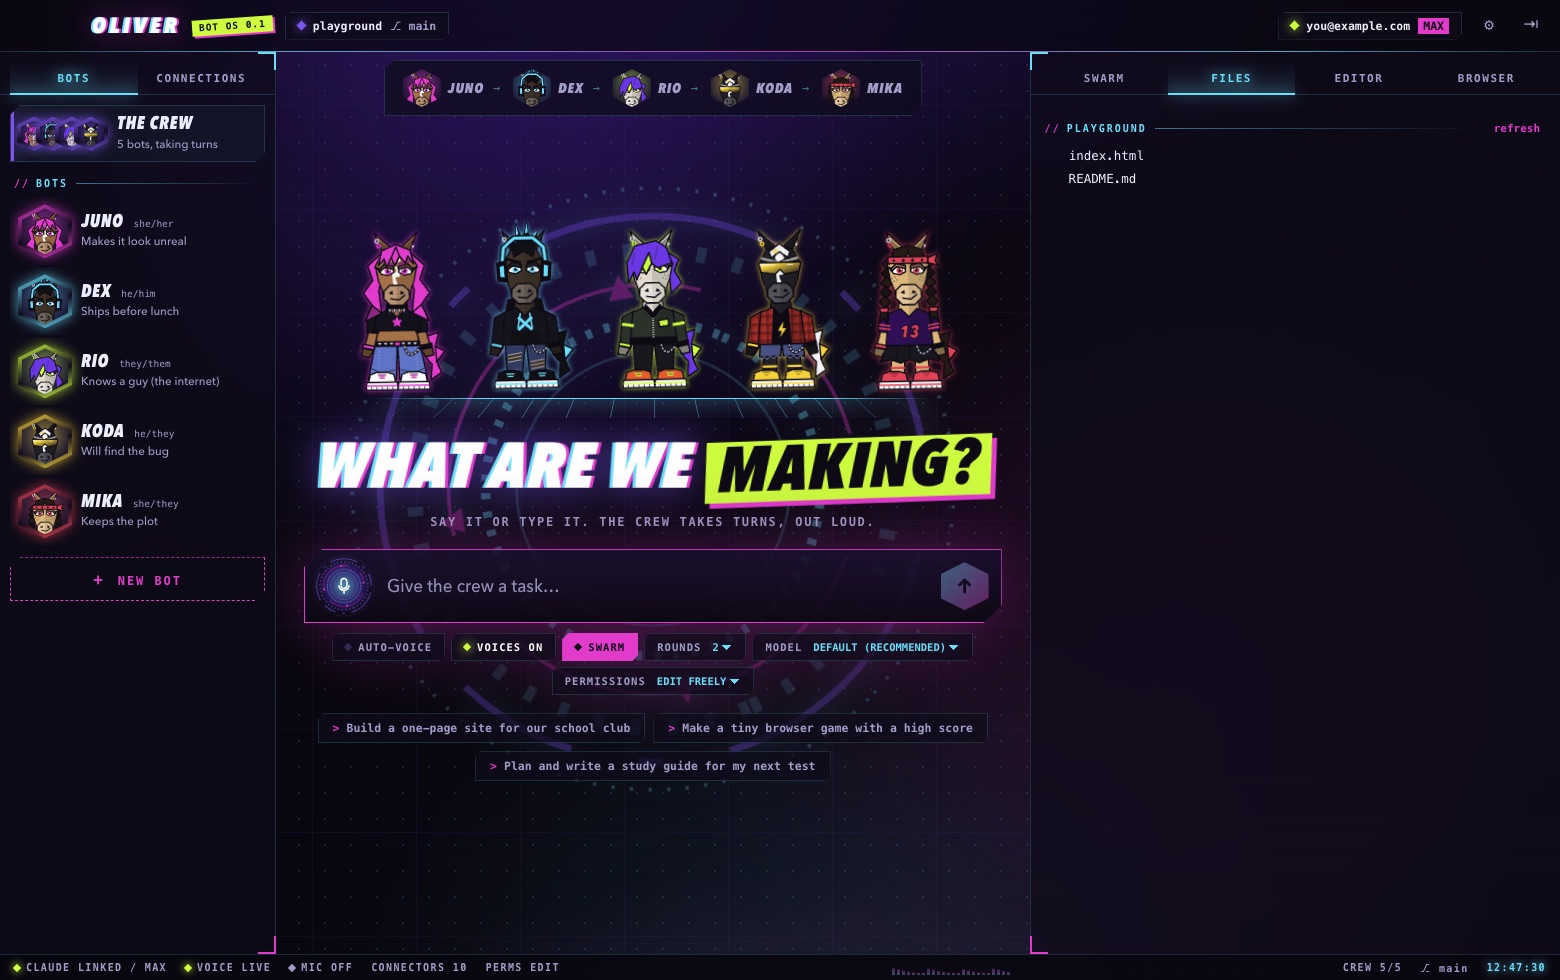 OLIVER BOT OS 0.1 playground main you@example.com MAX
BOTS CONNECTIONS
THE CREW
5 bots, taking turns
// BOTS
JUNO she/her
Makes it look unreal
DEX he/him
Ships before lunch
RIO they/them
Knows a guy (the internet)
KODA he/they
Will find the bug
MIKA she/they
Keeps the plot
+ NEW BOT
JUNO → DEX → RIO → KODA → MIKA
13
WHAT ARE WE MAKING?
SAY IT OR TYPE IT. THE CREW TAKES TURNS, OUT LOUD.
Give the crew a task...
AUTO-VOICE VOICES ON SWARM ROUNDS 2 MODEL DEFAULT (RECOMMENDED)
PERMISSIONS EDIT FREELY
> Build a one-page site for our school club > Make a tiny browser game with a high score
> Plan and write a study guide for my next test
SWARM FILES EDITOR BROWSER
// PLAYGROUND refresh
index.html
README.md
CLAUDE LINKED / MAX VOICE LIVE MIC OFF CONNECTORS 10 PERMS EDIT CREW 5/5 main 12:47:30